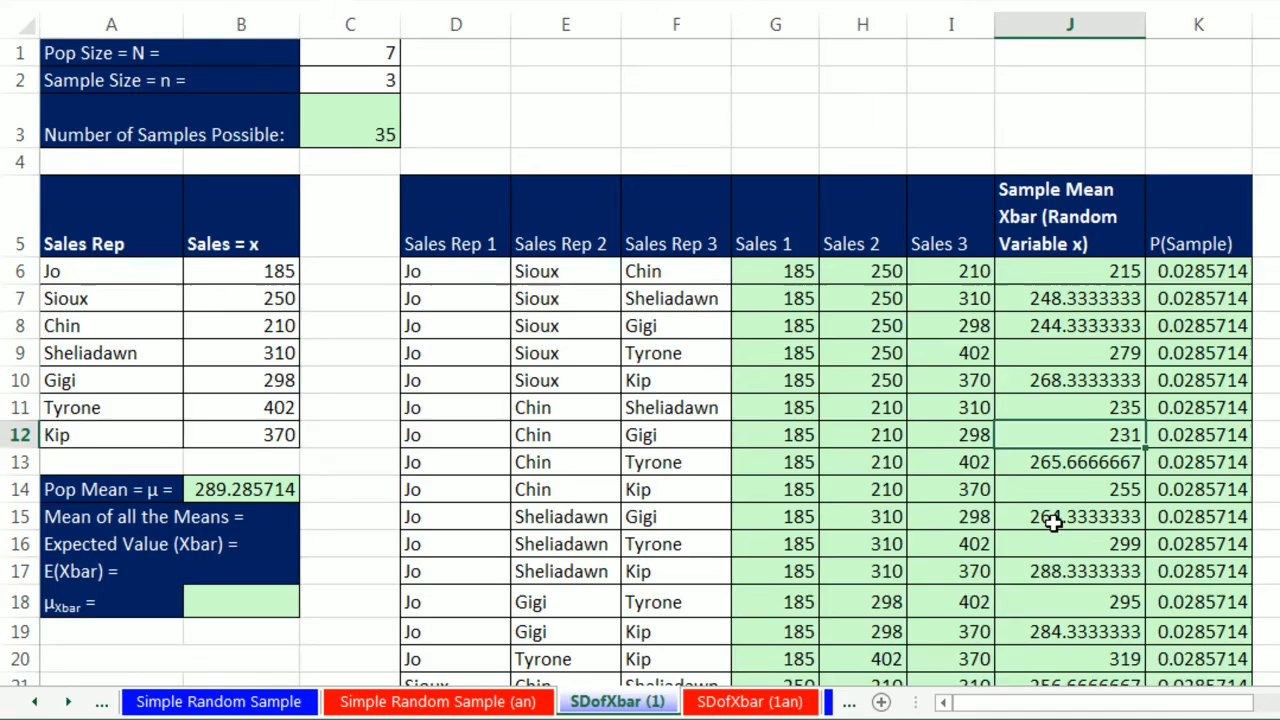 A B C D E F G H I J K
1 Pop Size = N = 7
2 Sample Size = n = 3
3 Number of Samples Possible: 35
4
5 Sales Rep Sales = x Sales Rep 1 Sales Rep 2 Sales Rep 3 Sales 1 Sales 2 Sales 3 Sample Mean Xbar (Random Variable x) P(Sample)
6 Jo 185 Jo Sioux Chin 185 250 210 215 0.0285714
7 Sioux 250 Jo Sioux Sheliadawn 185 250 310 248.3333333 0.0285714
8 Chin 210 Jo Sioux Gigi 185 250 298 244.3333333 0.0285714
9 Sheliadawn 310 Jo Sioux Tyrone 185 250 402 279 0.0285714
10 Gigi 298 Jo Sioux Kip 185 250 370 268.3333333 0.0285714
11 Tyrone 402 Jo Chin Sheliadawn 185 210 310 235 0.0285714
12 Kip 370 Jo Chin Gigi 185 210 298 231 0.0285714
13 Jo Chin Tyrone 185 210 402 265.6666667 0.0285714
14 Pop Mean = µ = 289.285714 Jo Chin Kip 185 210 370 255 0.0285714
15 Mean of all the Means = Jo Sheliadawn Gigi 185 310 298 264.3333333 0.0285714
16 Expected Value (Xbar) = Jo Sheliadawn Tyrone 185 310 402 299 0.0285714
17 E(Xbar) = Jo Sheliadawn Kip 185 310 370 288.3333333 0.0285714
18 µXbar = Jo Gigi Tyrone 185 298 402 295 0.0285714
19 Jo Gigi Kip 185 298 370 284.3333333 0.0285714
20 Jo Tyrone Kip 185 402 370 319 0.0285714
... Simple Random Sample Simple Random Sample (an) SDofXbar (1) SDofXbar (1an) ...